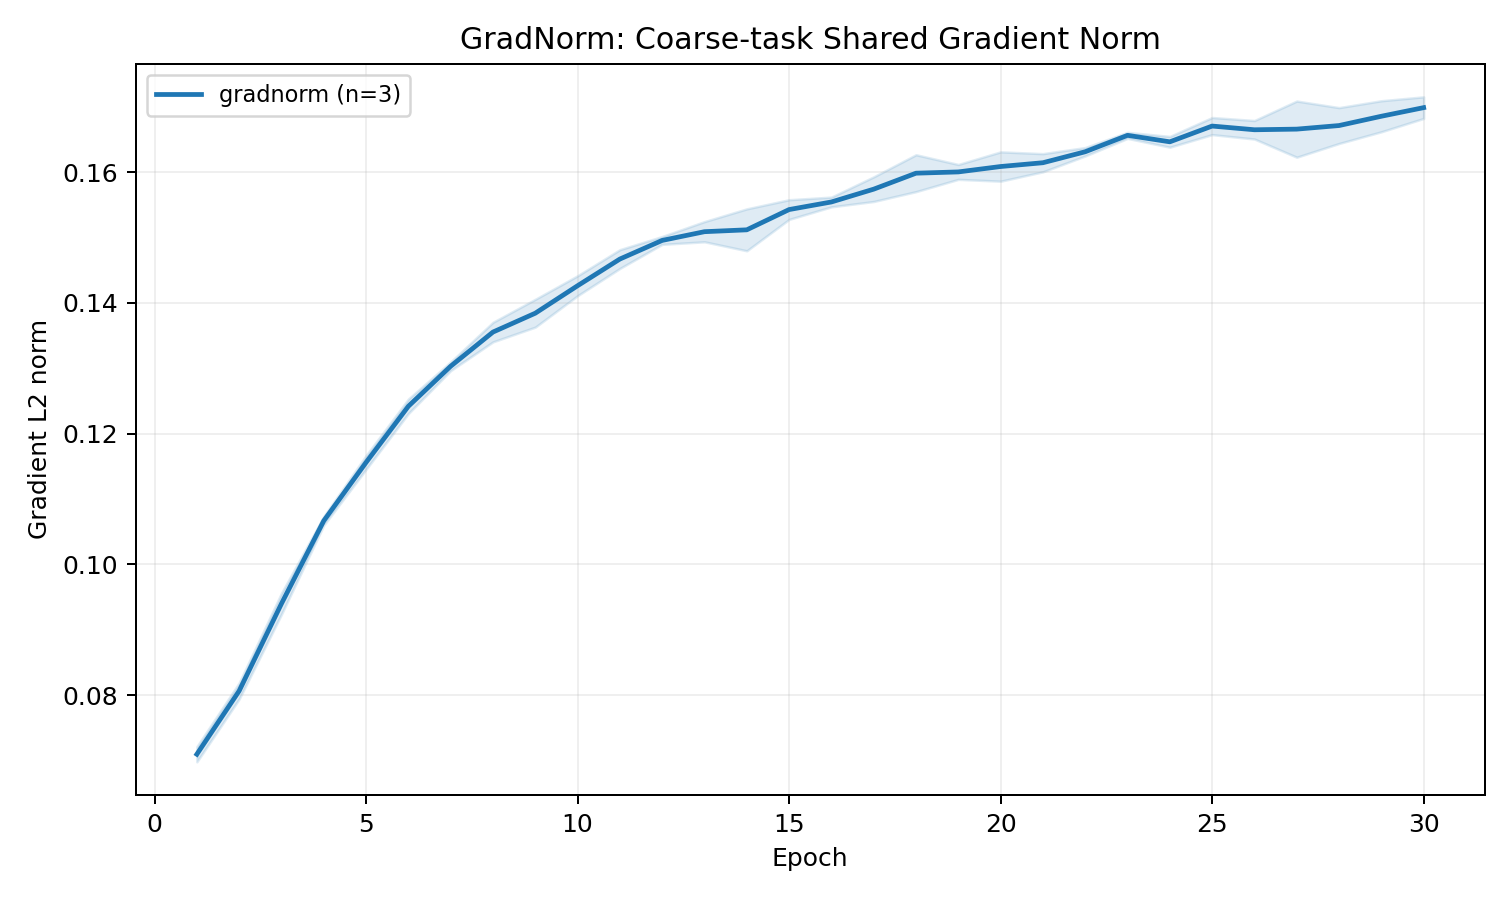 GradNorm: Coarse-task Shared Gradient Norm
gradnorm (n=3)
Gradient L2 norm
0.16
0.14
0.12
0.10
0.08
0 5 10 15 20 25 30
Epoch